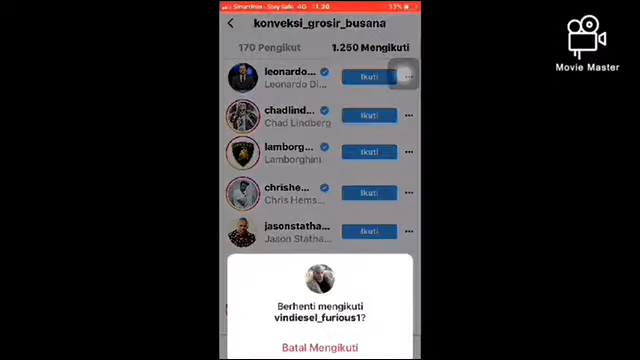 Smartfren - Stay Safe 4G 11.30 33%
konveksi_grosir_busana
170 Pengikut 1.250 Mengikuti
leonardo... Ikuti
Leonardo Di...
chadlind... Ikuti
Chad Lindberg
lamborg... Ikuti
Lamborghini
chrishe... Ikuti
Chris Hems...
jasonstatha... Ikuti
Jason Statha...
Berhenti mengikuti
vindiesel_furious1?
Batal Mengikuti
Movie Master